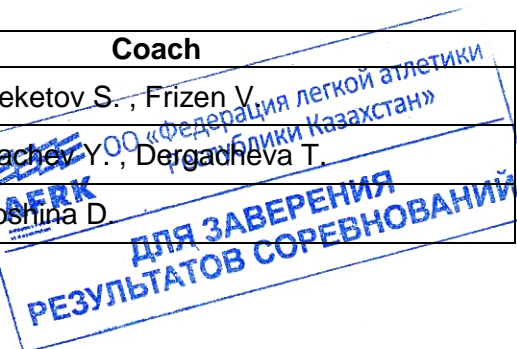 Coach
eketov S. , Frizen V.
achev Y. , Dergacheva T.
oshina D.
ОО «Федерация легкой атлетики
Республики Казахстан»
AFRK
ДЛЯ ЗАВЕРЕНИЯ
РЕЗУЛЬТАТОВ СОРЕВНОВАНИЙ